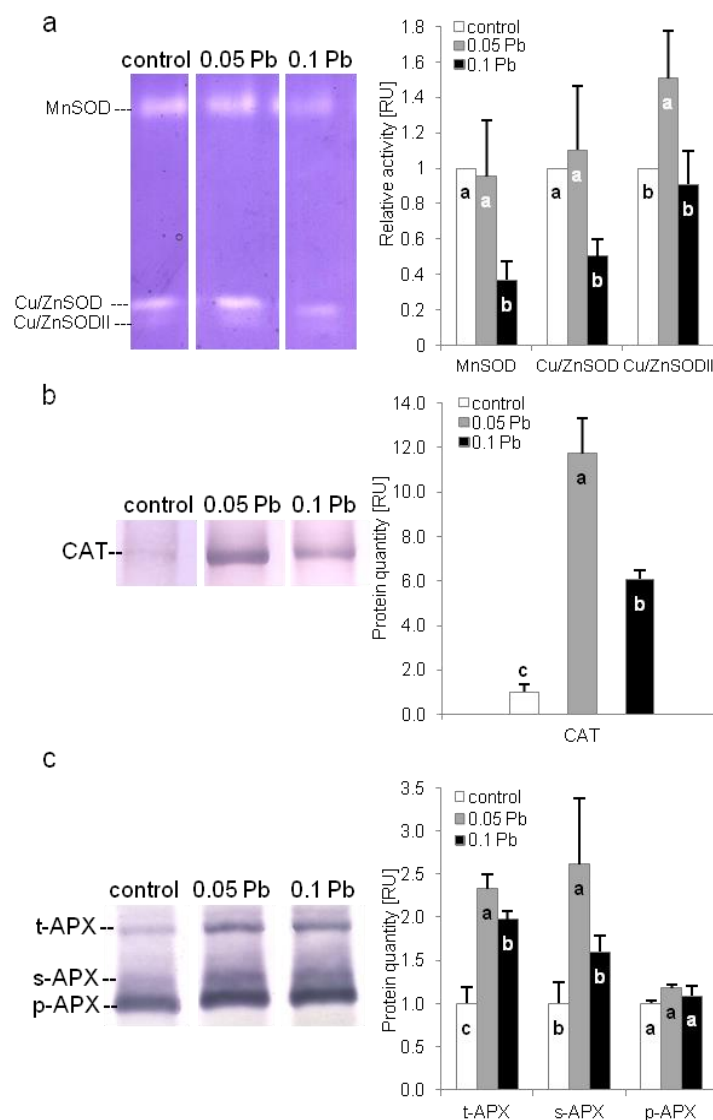 a
control 0.05 Pb 0.1 Pb
MnSOD
Cu/ZnSOD
Cu/ZnSODII
control
0.05 Pb
0.1 Pb
Relative activity [RU]
1.8
1.6
1.4
1.2
1
0.8
0.6
0.4
0.2
0
a a b
a a b
b a b
MnSOD Cu/ZnSOD Cu/ZnSODII
b
control 0.05 Pb 0.1 Pb
CAT
control
0.05 Pb
0.1 Pb
Protein quantity [RU]
14.0
12.0
10.0
8.0
6.0
4.0
2.0
0.0
c a b
CAT
c
control 0.05 Pb 0.1 Pb
t-APX
s-APX
p-APX
control
0.05 Pb
0.1 Pb
Protein quantity [RU]
3.5
3.0
2.5
2.0
1.5
1.0
0.5
0.0
c a b
b a b
a a a
t-APX s-APX p-APX